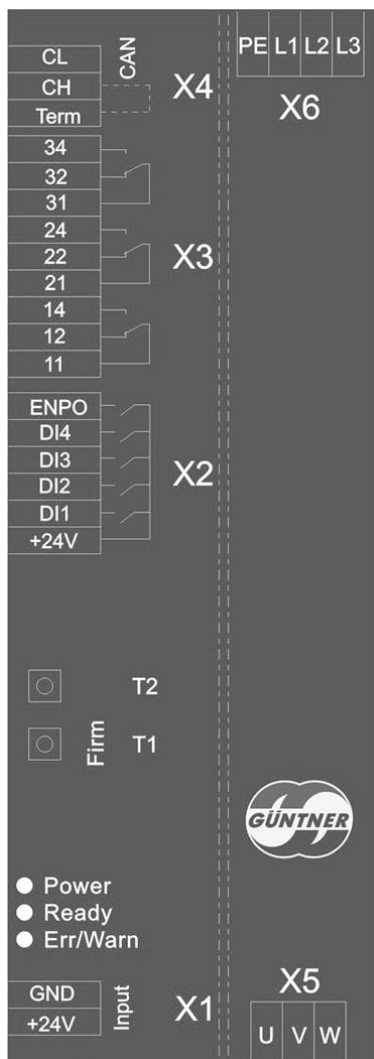 CL
CH
Term
CAN
X4
PE L1 L2 L3
X6
34
32
31
24
22
21
14
12
11
X3
ENPO
DI4
DI3
DI2
DI1
+24V
X2
T2
T1
Firm
GÜNTNER
Power
Ready
Err/Warn
GND
+24V
Input
X1
X5
U V W